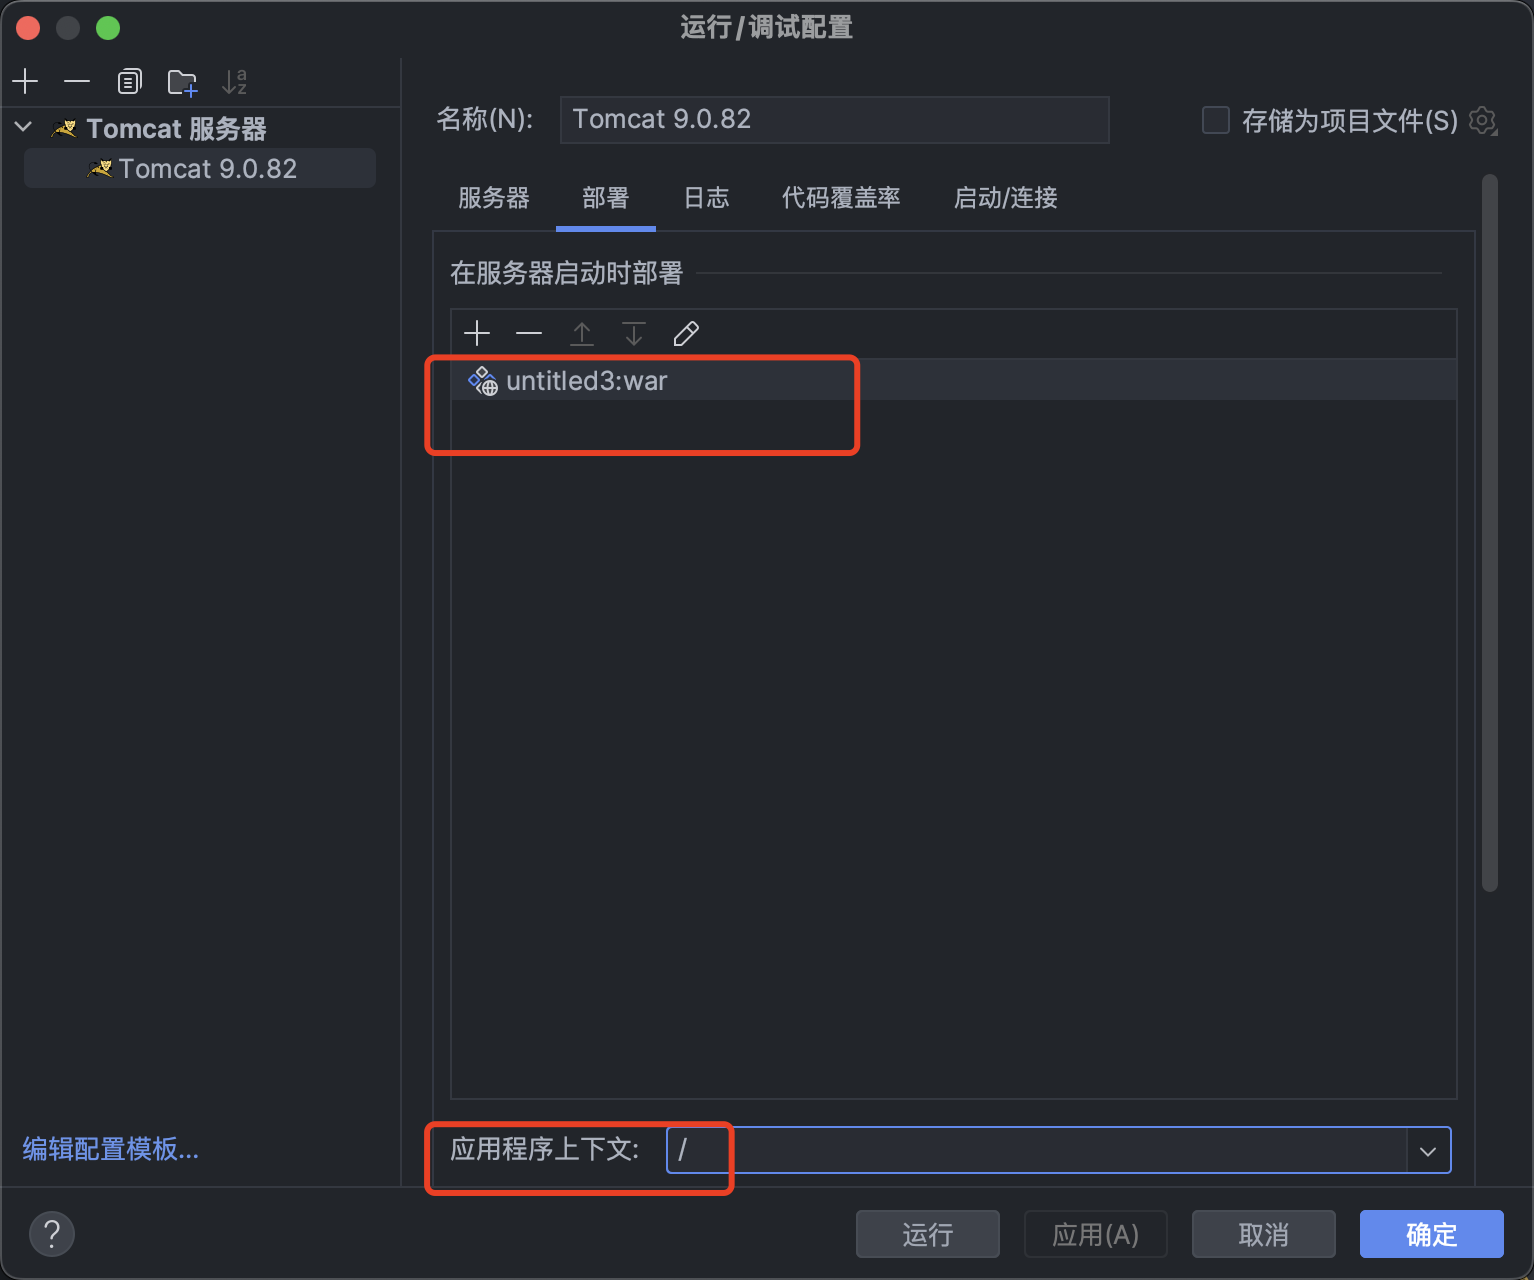 运行/调试配置
Tomcat 服务器
Tomcat 9.0.82
名称(N):
Tomcat 9.0.82
存储为项目文件(S)
服务器
部署
日志
代码覆盖率
启动/连接
在服务器启动时部署
untitled3:war
应用程序上下文:
/
编辑配置模板...
?
运行
应用(A)
取消
确定